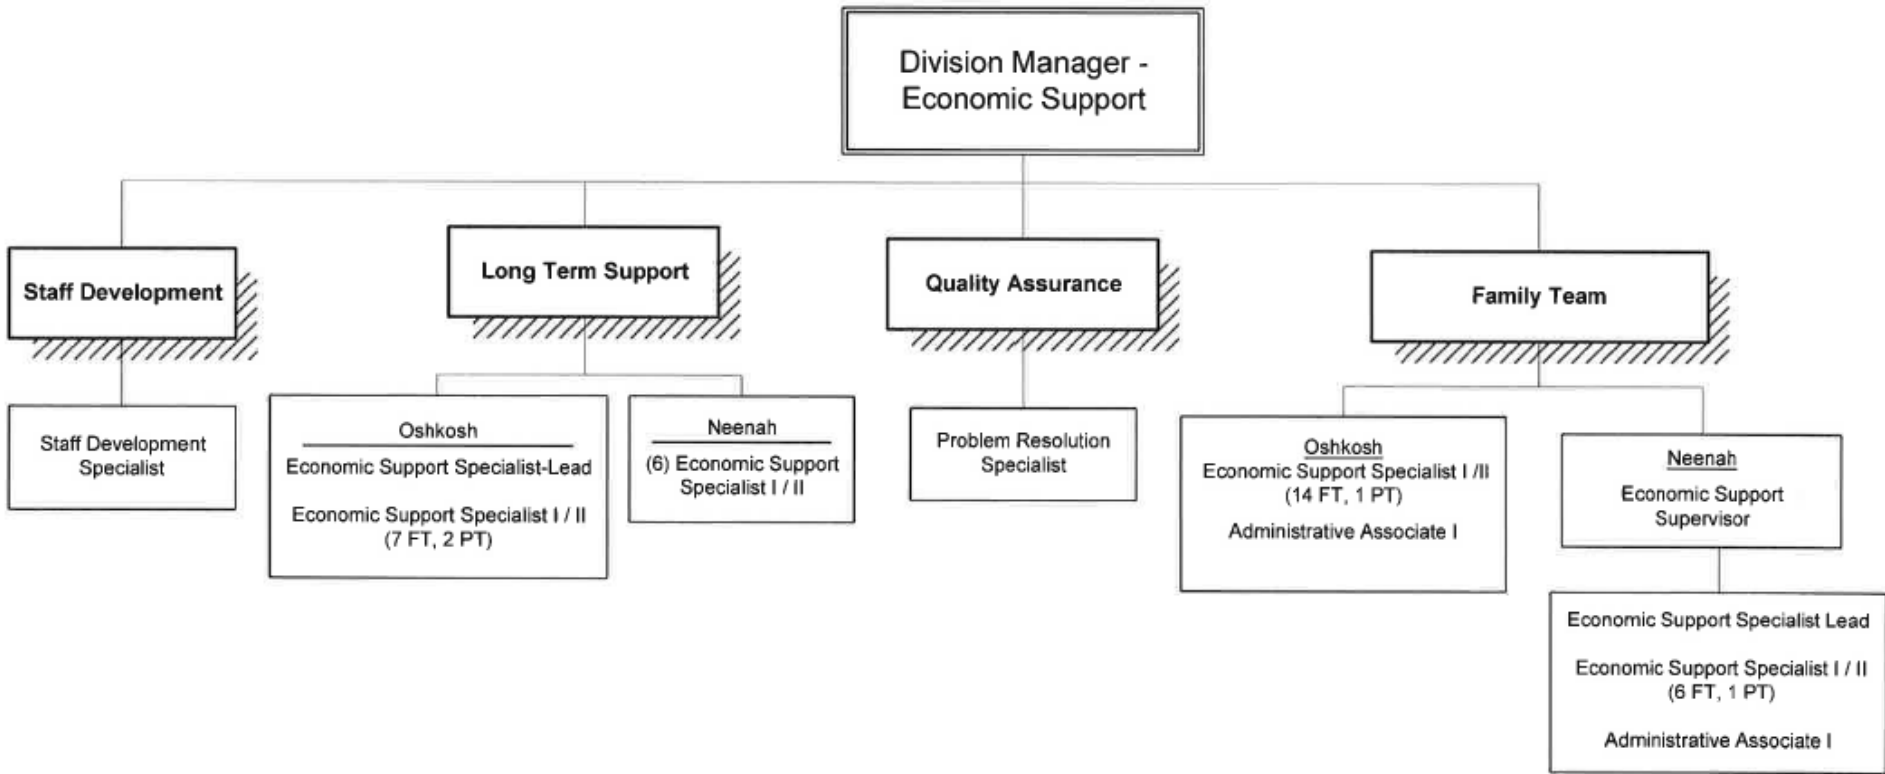 Division Manager -
Economic Support
Staff Development
Long Term Support
Quality Assurance
Family Team
Staff Development
Specialist
Oshkosh
Economic Support Specialist-Lead
Economic Support Specialist I / II
(7 FT, 2 PT)
Neenah
(6) Economic Support
Specialist I / II
Problem Resolution
Specialist
Oshkosh
Economic Support Specialist I /II
(14 FT, 1 PT)
Administrative Associate I
Neenah
Economic Support
Supervisor
Economic Support Specialist Lead
Economic Support Specialist I / II
(6 FT, 1 PT)
Administrative Associate I